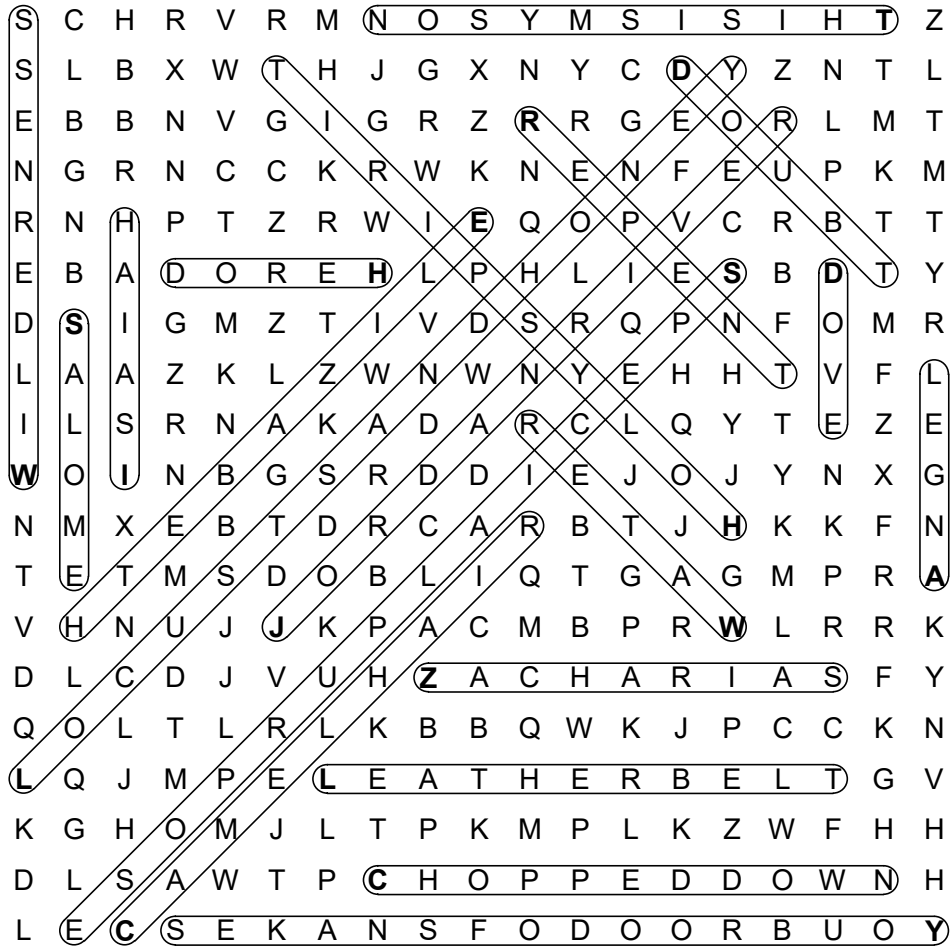 S C H R V R M N O S Y M S I S I H T Z
S L B X W T H J G X N Y C D Y Z N T L
E B B N V G I G R Z R R G E O R L M T
N G R N C C K R W K N E N F E U P K M
R N H P T Z R W I E Q O P V C R B T T
E B A D O R E H L P H L I E S B D T Y
D S I G M Z T I V D S R Q P N F O M R
L A A Z K L Z W N W N Y E H H T V F L
I L S R N A K A D A R C L Q Y T E Z E
W O I N B G S R D D I E J O J Y N X G
N M X E B T D R C A R B T J H K K F N
T E T M S D O B L I Q T G A G M P R A
V H N U J J K P A C M B P R W L R R K
D L C D J V U H Z A C H A R I A S F Y
Q O L T L R L K B B Q W K J P C C K N
L Q J M P E L E A T H E R B E L T G V
K G H O M J L T P K M P L K Z W F H H
D L S A W T P C H O P P E D D O W N H
L E C S E K A N S F O D O O R B U O Y